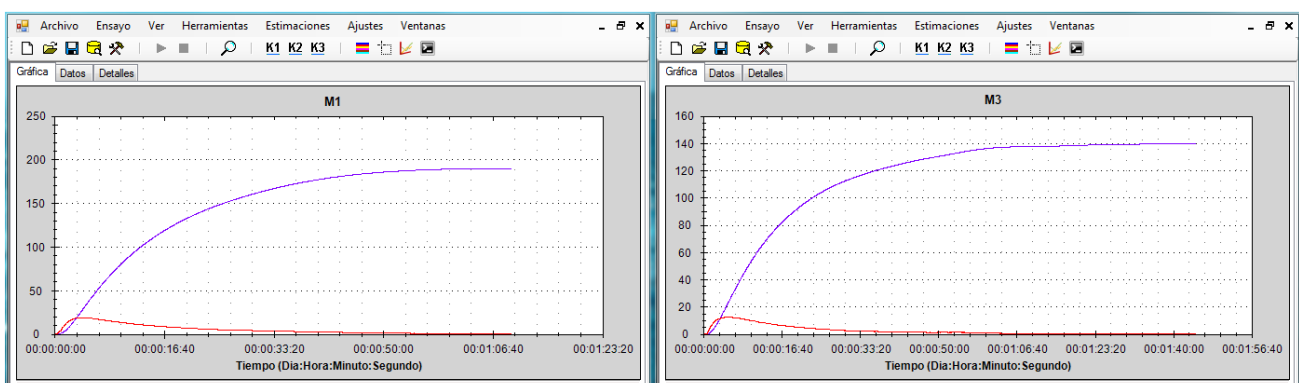 Archivo Ensayo Ver Herramientas Estimaciones Ajustes Ventanas
K1 K2 K3
Gráfica Datos Detalles
M1
250
200
150
100
50
0
00:00:00:00 00:00:16:40 00:00:33:20 00:00:50:00 00:01:06:40 00:01:23:20
Tiempo (Dia:Hora:Minuto:Segundo)
Archivo Ensayo Ver Herramientas Estimaciones Ajustes Ventanas
K1 K2 K3
Gráfica Datos Detalles
M3
160
140
120
100
80
60
40
20
0
00:00:00:00 00:00:16:40 00:00:33:20 00:00:50:00 00:01:06:40 00:01:23:20 00:01:40:00 00:01:56:40
Tiempo (Dia:Hora:Minuto:Segundo)